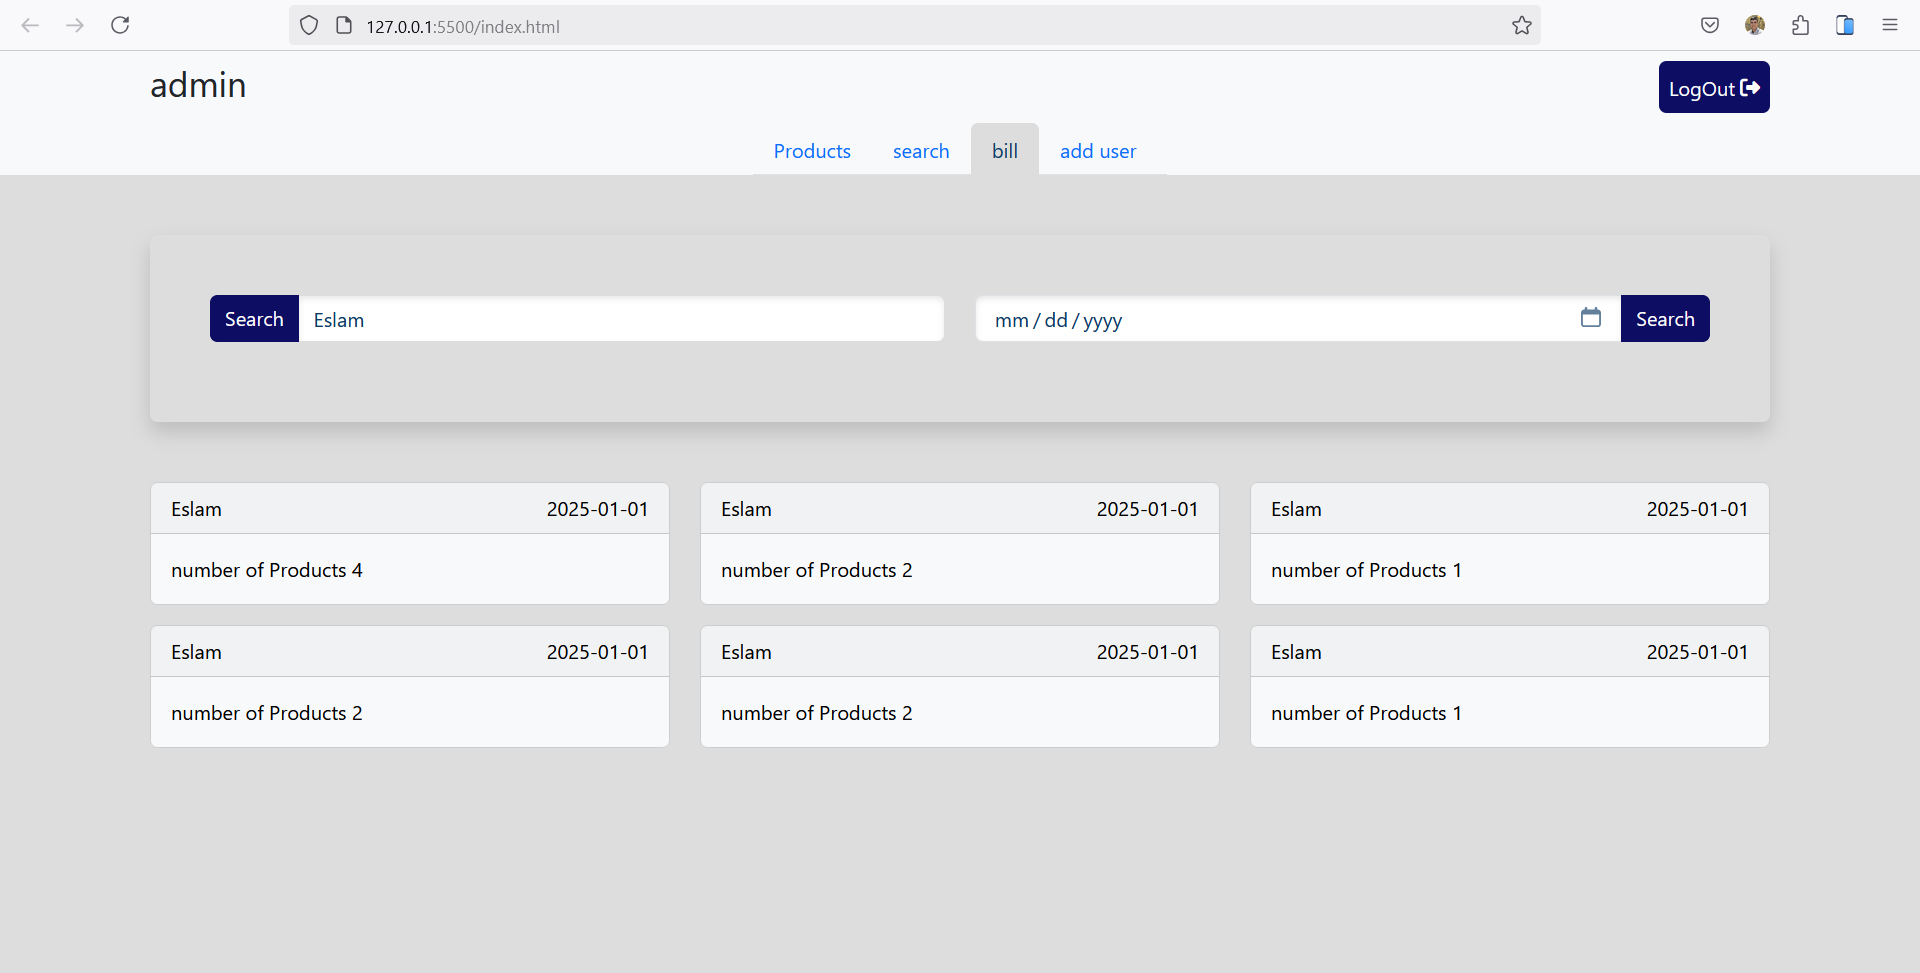 127.0.0.1:5500/index.html
admin
LogOut
Products search bill add user
Search Eslam mm / dd / yyyy Search
Eslam 2025-01-01
number of Products 4
Eslam 2025-01-01
number of Products 2
Eslam 2025-01-01
number of Products 1
Eslam 2025-01-01
number of Products 2
Eslam 2025-01-01
number of Products 2
Eslam 2025-01-01
number of Products 1